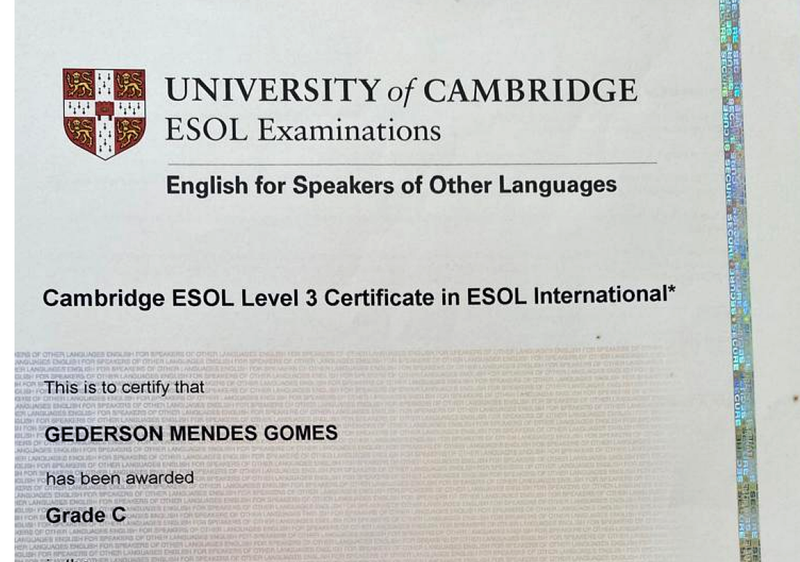 UNIVERSITY of CAMBRIDGE
ESOL Examinations
English for Speakers of Other Languages
Cambridge ESOL Level 3 Certificate in ESOL International*
This is to certify that
GEDERSON MENDES GOMES
has been awarded
Grade C